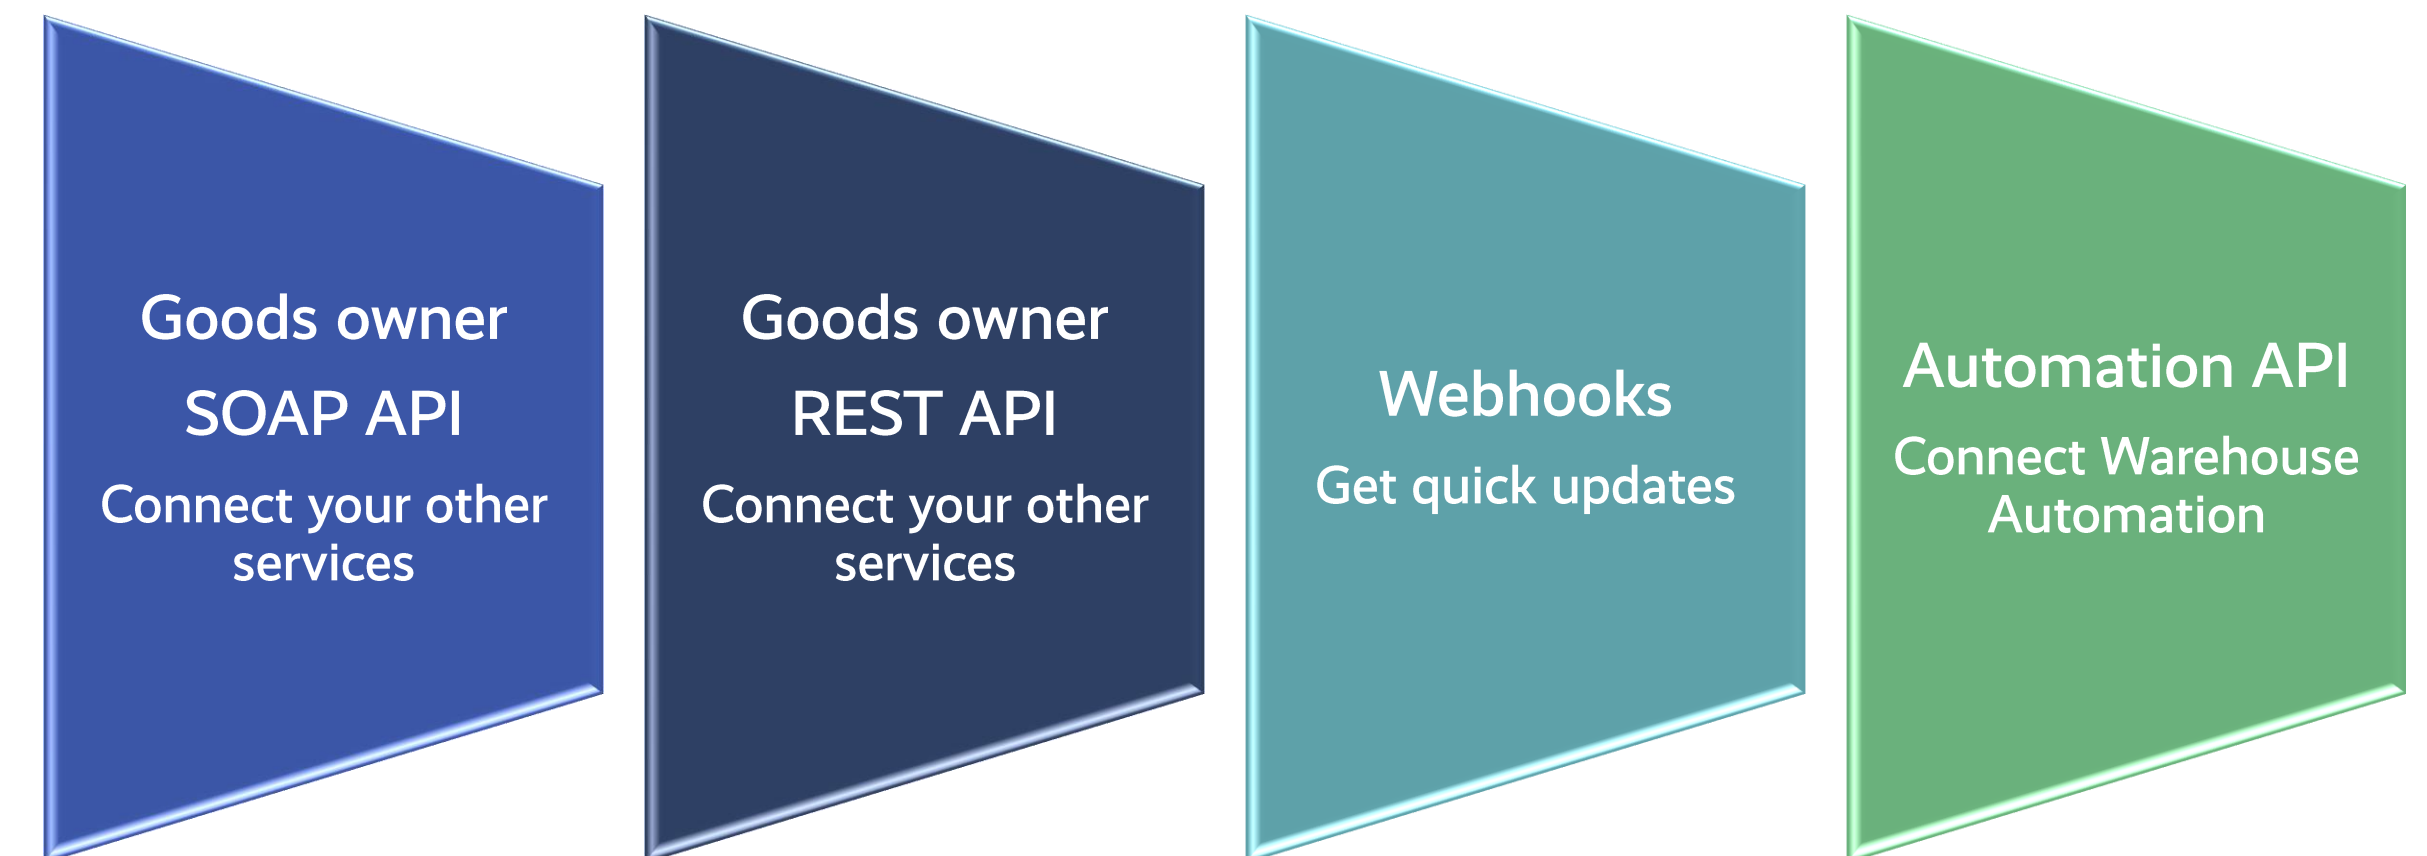 Goods owner
SOAP API
Connect your other
services
Goods owner
REST API
Connect your other
services
Webhooks
Get quick updates
Automation API
Connect Warehouse
Automation